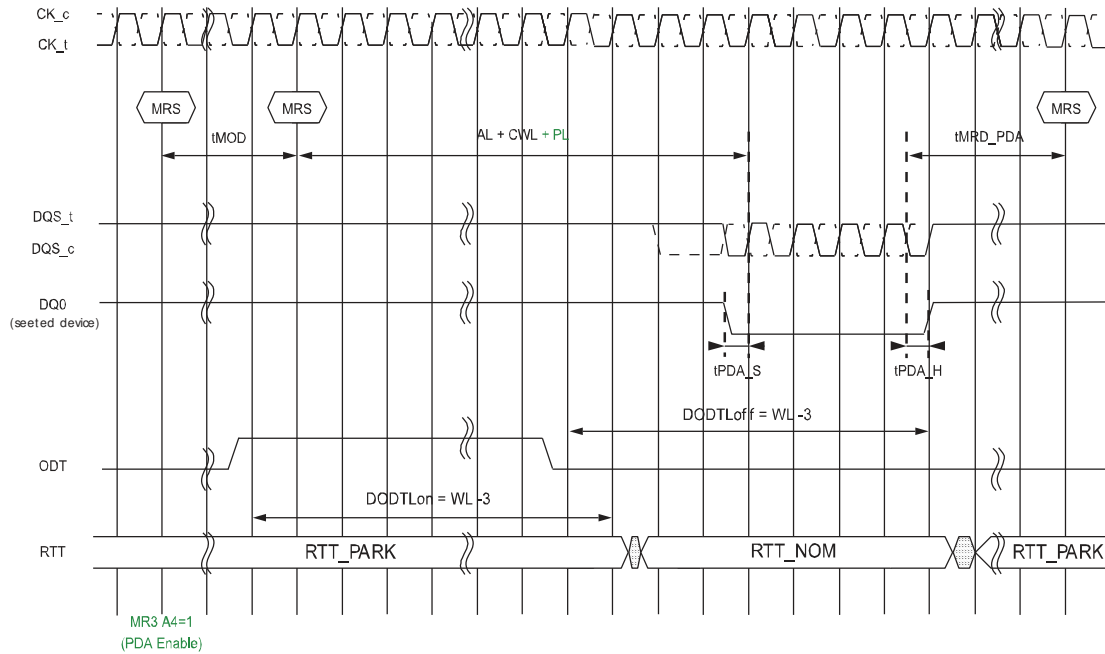 CK_c
CK_t
MRS
MRS
MRS
tMOD
AL + CWL + PL
tMRD_PDA
DQS_t
DQS_c
DQ0
(seeted device)
tPDA_S
tPDA_H
DODTLoff = WL -3
ODT
DODTLon = WL -3
RTT
RTT_PARK
RTT_NOM
RTT_PARK
MR3 A4=1
(PDA Enable)